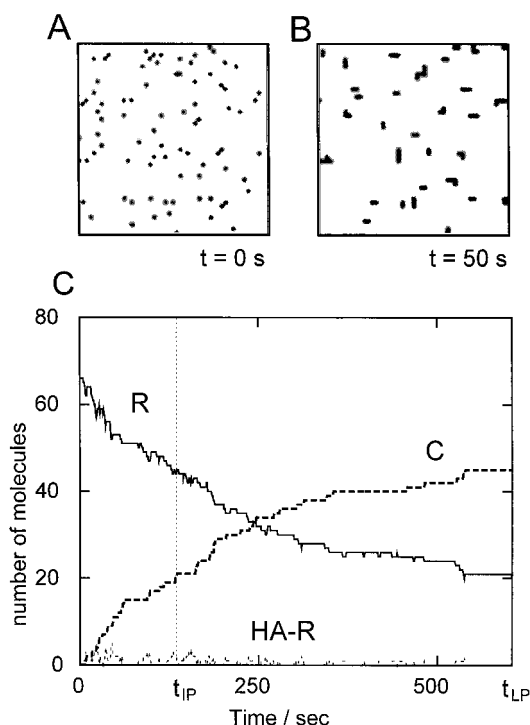 A
B
t = 0 s
t = 50 s
C
80
60
40
20
0
number of molecules
R
C
HA-R
0
t_IP
250
500
t_LP
Time / sec